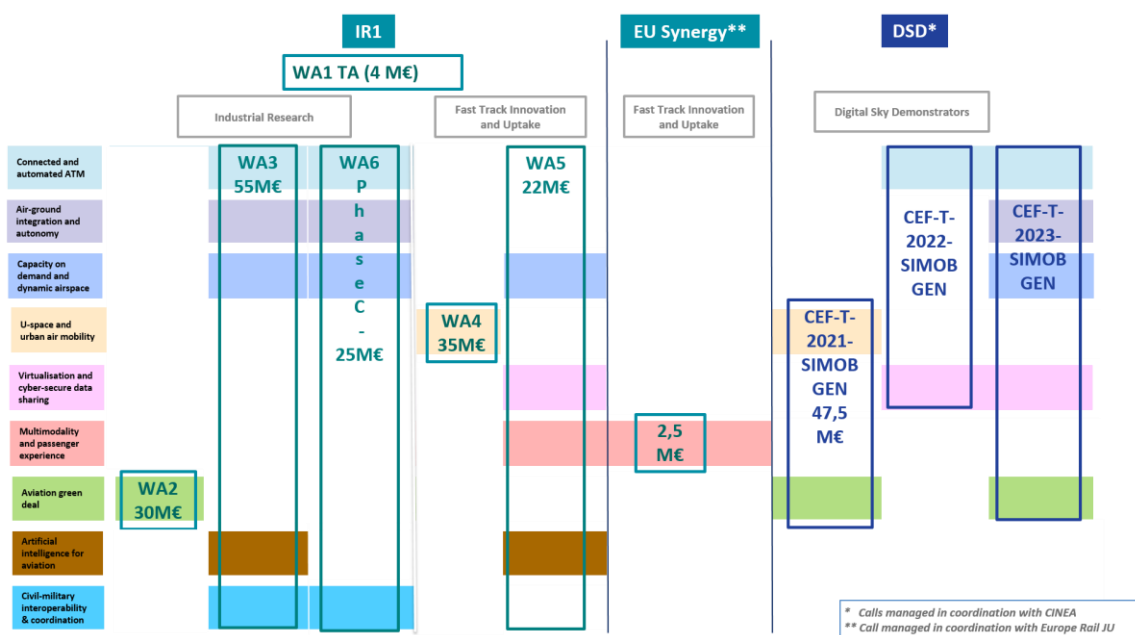 IR1
EU Synergy**
DSD*
WA1 TA (4 M€)
Industrial Research
Fast Track Innovation
and Uptake
Fast Track Innovation
and Uptake
Digital Sky Demonstrators
Connected and
automated ATM
Air-ground
integration and
autonomy
Capacity on
demand and
dynamic airspace
U-space and
urban air mobility
Virtualisation and
cyber-secure data
sharing
Multimodality
and passenger
experience
Aviation green
deal
Artificial
intelligence for
aviation
Civil-military
interoperability
& coordination
WA2
30M€
WA3
55M€
WA6
P
h
a
s
e
C
-
25M€
WA4
35M€
WA5
22M€
2,5
M€
CEF-T-
2021-
SIMOB
GEN
47,5
M€
CEF-T-
2022-
SIMOB
GEN
CEF-T-
2023-
SIMOB
GEN
* Calls managed in coordination with CINEA
** Call managed in coordination with Europe Rail JU